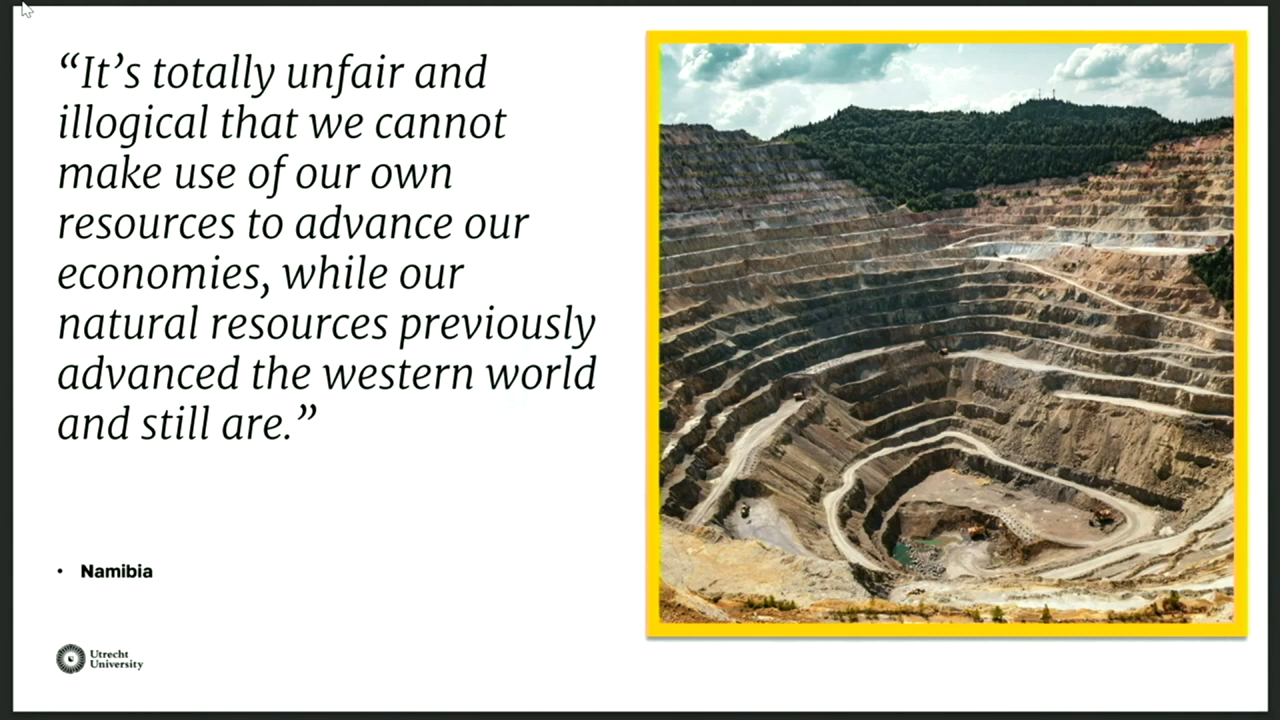 “It’s totally unfair and
illogical that we cannot
make use of our own
resources to advance our
economies, while our
natural resources previously
advanced the western world
and still are.”
• Namibia
Utrecht
University